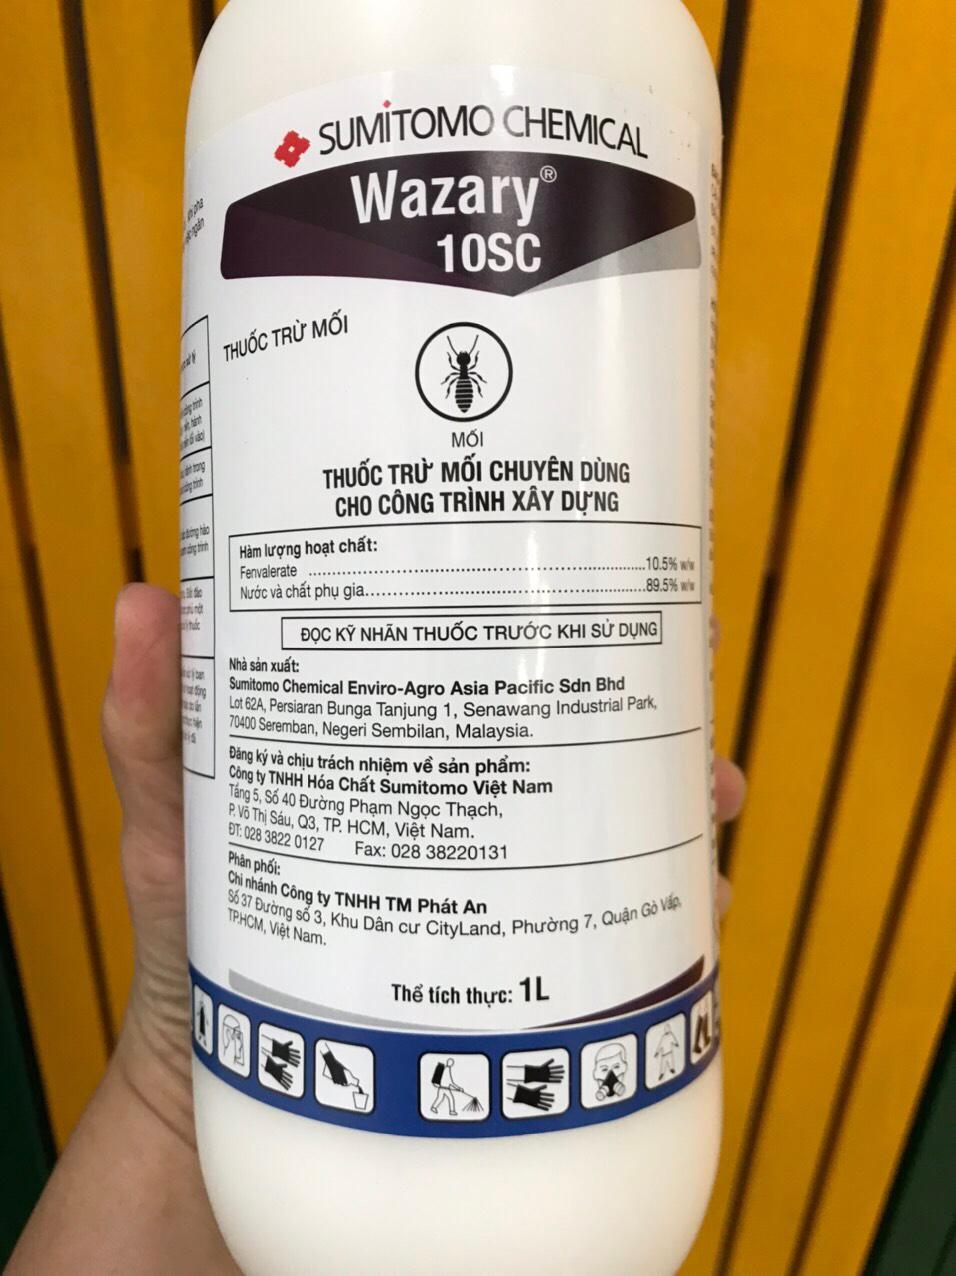 SUMITOMO CHEMICAL
Wazary®
10SC
THUỐC TRỪ MỐI
MỐI
THUỐC TRỪ MỐI CHUYÊN DÙNG
CHO CÔNG TRÌNH XÂY DỰNG
Hàm lượng hoạt chất:
Fenvalerate ................................................10.5% w/w
Nước và chất phụ gia................................................89.5% w/w
ĐỌC KỸ NHÃN THUỐC TRƯỚC KHI SỬ DỤNG
Nhà sản xuất:
Sumitomo Chemical Enviro-Agro Asia Pacific Sdn Bhd
Lot 62A, Persiaran Bunga Tanjung 1, Senawang Industrial Park,
70400 Seremban, Negeri Sembilan, Malaysia.
Đăng ký và chịu trách nhiệm về sản phẩm:
Công ty TNHH Hóa Chất Sumitomo Việt Nam
Tầng 5, Số 40 Đường Phạm Ngọc Thạch,
P. Võ Thị Sáu, Q3, TP. HCM, Việt Nam.
ĐT: 028 3822 0127 Fax: 028 38220131
Phân phối:
Chi nhánh Công ty TNHH TM Phát An
Số 37 Đường số 3, Khu Dân cư CityLand, Phường 7, Quận Gò Vấp,
TP.HCM, Việt Nam.
Thể tích thực: 1L